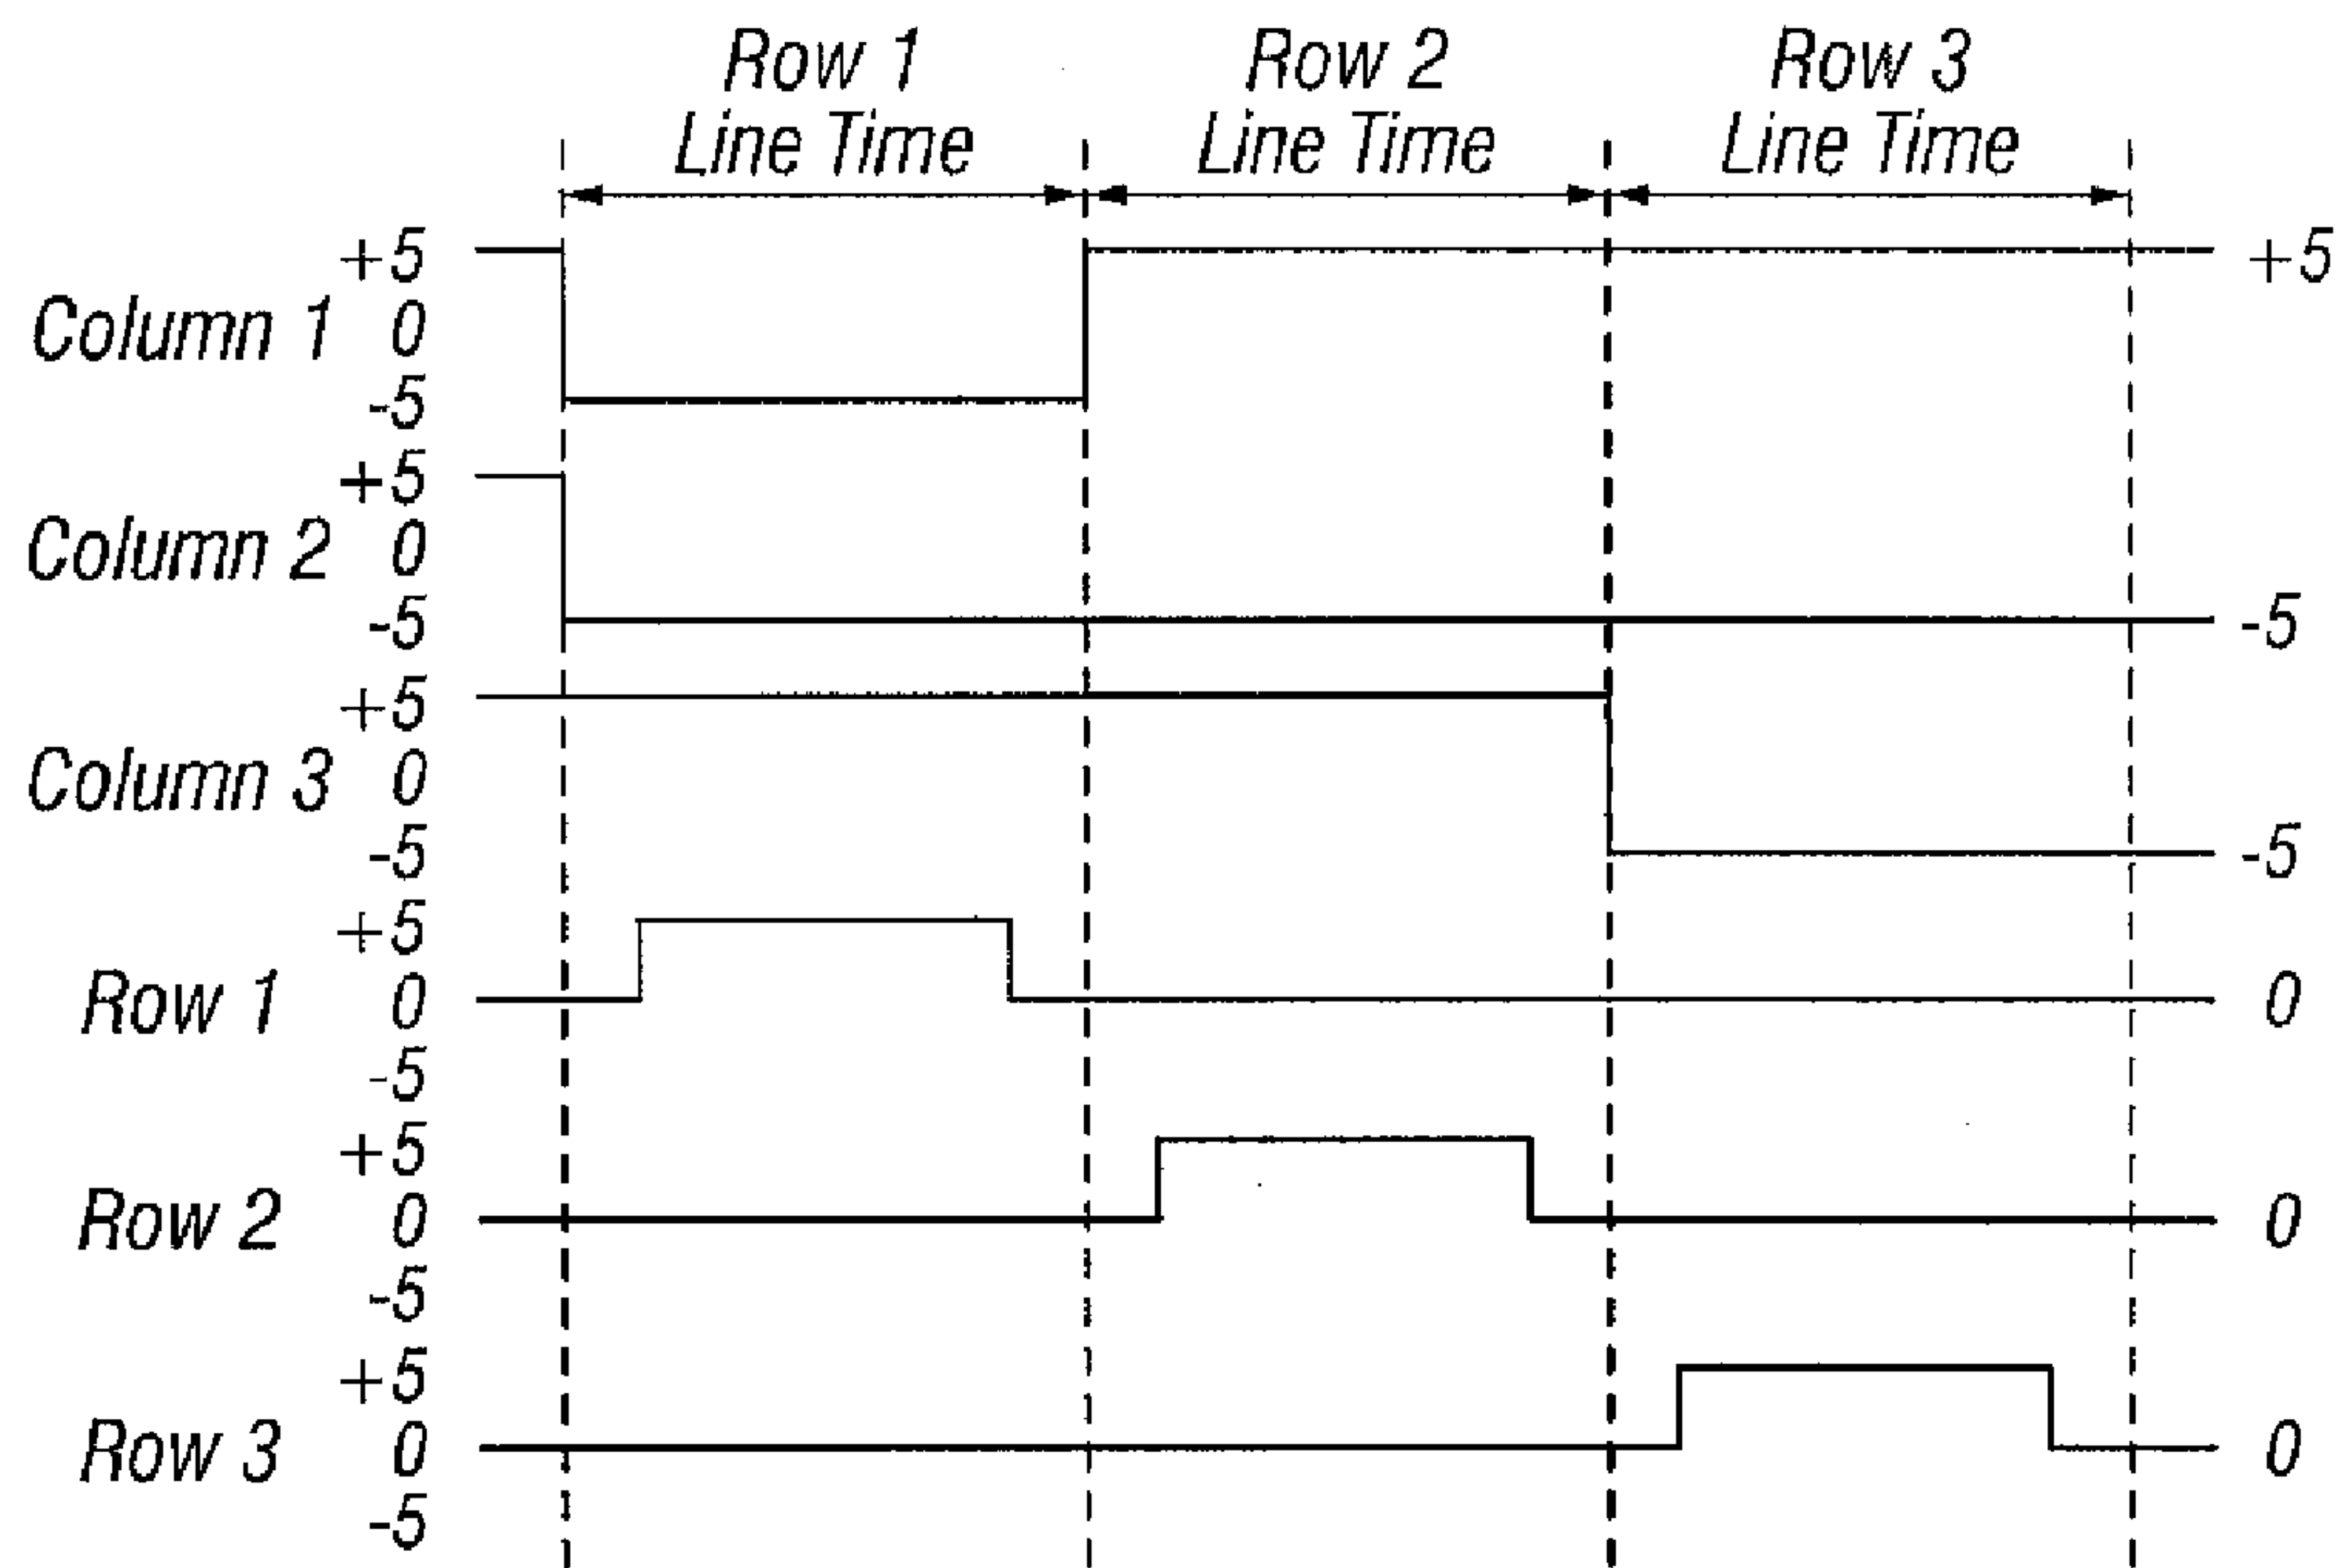 Row 1 Row 2 Row 3
Line Time Line Time Line Time
+5 +5
Column 1 0
-5
+5
Column 2 0
-5 -5
+5
Column 3 0
-5 -5
+5
Row 1 0 0
-5
+5
Row 2 0 0
-5
+5
Row 3 0 0
-5